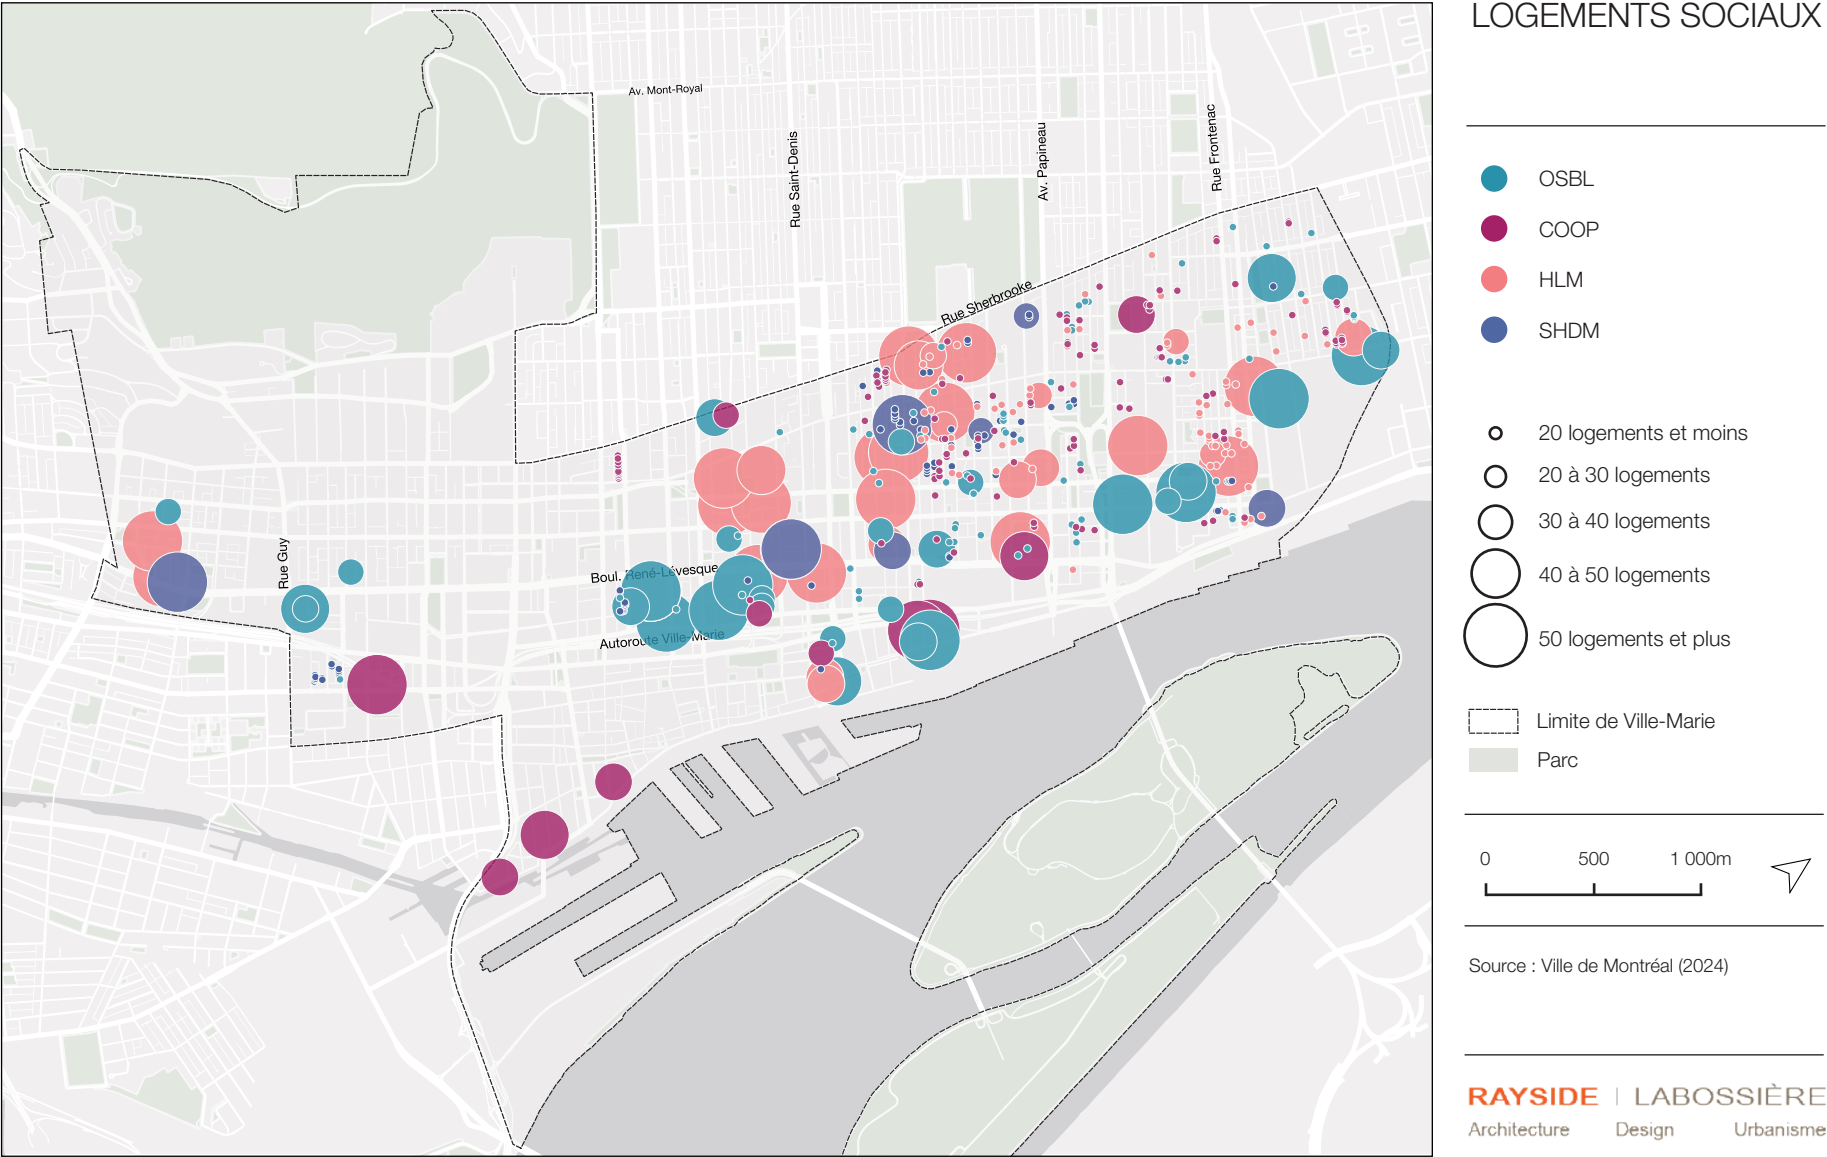 LOGEMENTS SOCIAUX
Av. Mont-Royal
Rue Saint-Denis
Av. Papineau
Rue Frontenac
Rue Sherbrooke
Rue Guy
Boul. René-Lévesque
Autoroute Ville-Marie
OSBL
COOP
HLM
SHDM
20 logements et moins
20 à 30 logements
30 à 40 logements
40 à 50 logements
50 logements et plus
Limite de Ville-Marie
Parc
0 500 1 000m
Source : Ville de Montréal (2024)
RAYSIDE | LABOSSIÈRE
Architecture Design Urbanisme